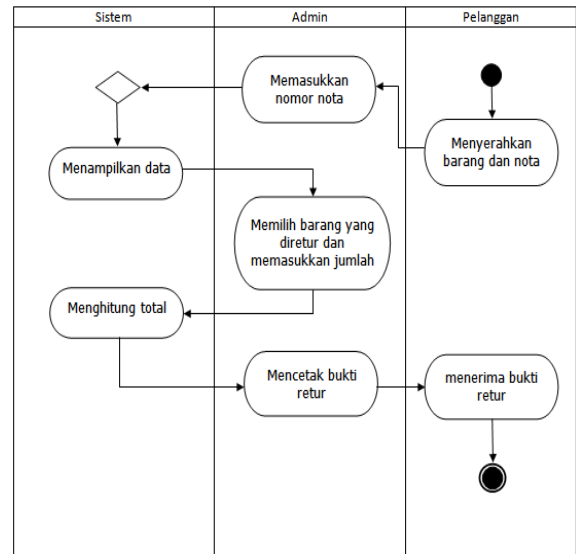 Sistem
Admin
Pelanggan
Memasukkan
nomor nota
Menyerahkan
barang dan nota
Menampilkan data
Memilih barang yang
diretur dan
memasukkan jumlah
Menghitung total
Mencetak bukti
retur
menerima bukti
retur